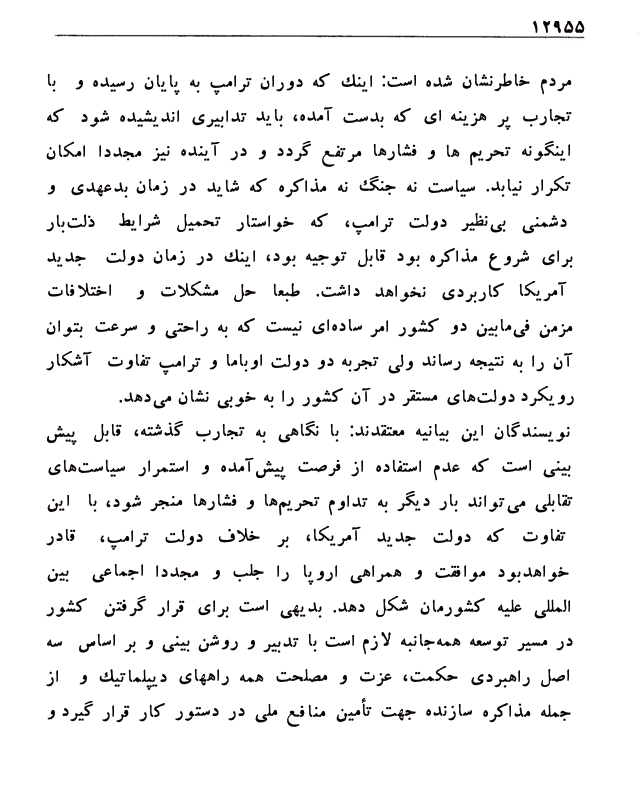 ۱۲۹۵۵
مردم خاطرنشان شده است: اینك که دوران ترامپ به پایان رسیده و با
تجارب پر هزینه ای که بدست آمده، باید تدابیری اندیشیده شود که
اینگونه تحریم ها و فشارها مرتفع گردد و در آینده نیز مجددا امکان
تکرار نیابد. سیاست نه جنگ نه مذاکره که شاید در زمان بدعهدی و
دشمنی بی‌نظیر دولت ترامپ، که خواستار تحمیل شرایط ذلت‌بار
برای شروع مذاکره بود قابل توجیه بود، اینك در زمان دولت جدید
آمریکا کاربردی نخواهد داشت. طبعا حل مشکلات و اختلافات
مزمن فی‌مابین دو کشور امر ساده‌ای نیست که به راحتی و سرعت بتوان
آن را به نتیجه رساند ولی تجربه دو دولت اوباما و ترامپ تفاوت آشکار
رویکرد دولت‌های مستقر در آن کشور را به خوبی نشان می‌دهد.
نویسندگان این بیانیه معتقدند: با نگاهی به تجارب گذشته، قابل پیش
بینی است که عدم استفاده از فرصت پیش‌آمده و استمرار سیاست‌های
تقابلی می‌تواند بار دیگر به تداوم تحریم‌ها و فشارها منجر شود، با این
تفاوت که دولت جدید آمریکا، بر خلاف دولت ترامپ، قادر
خواهدبود موافقت و همراهی اروپا را جلب و مجددا اجماعی بین
المللی علیه کشورمان شکل دهد. بدیهی است برای قرار گرفتن کشور
در مسیر توسعه همه‌جانبه لازم است با تدبیر و روشن بینی و بر اساس سه
اصل راهبردی حکمت، عزت و مصلحت همه راههای دیپلماتیك و از
جمله مذاکره سازنده جهت تأمین منافع ملی در دستور کار قرار گیرد و